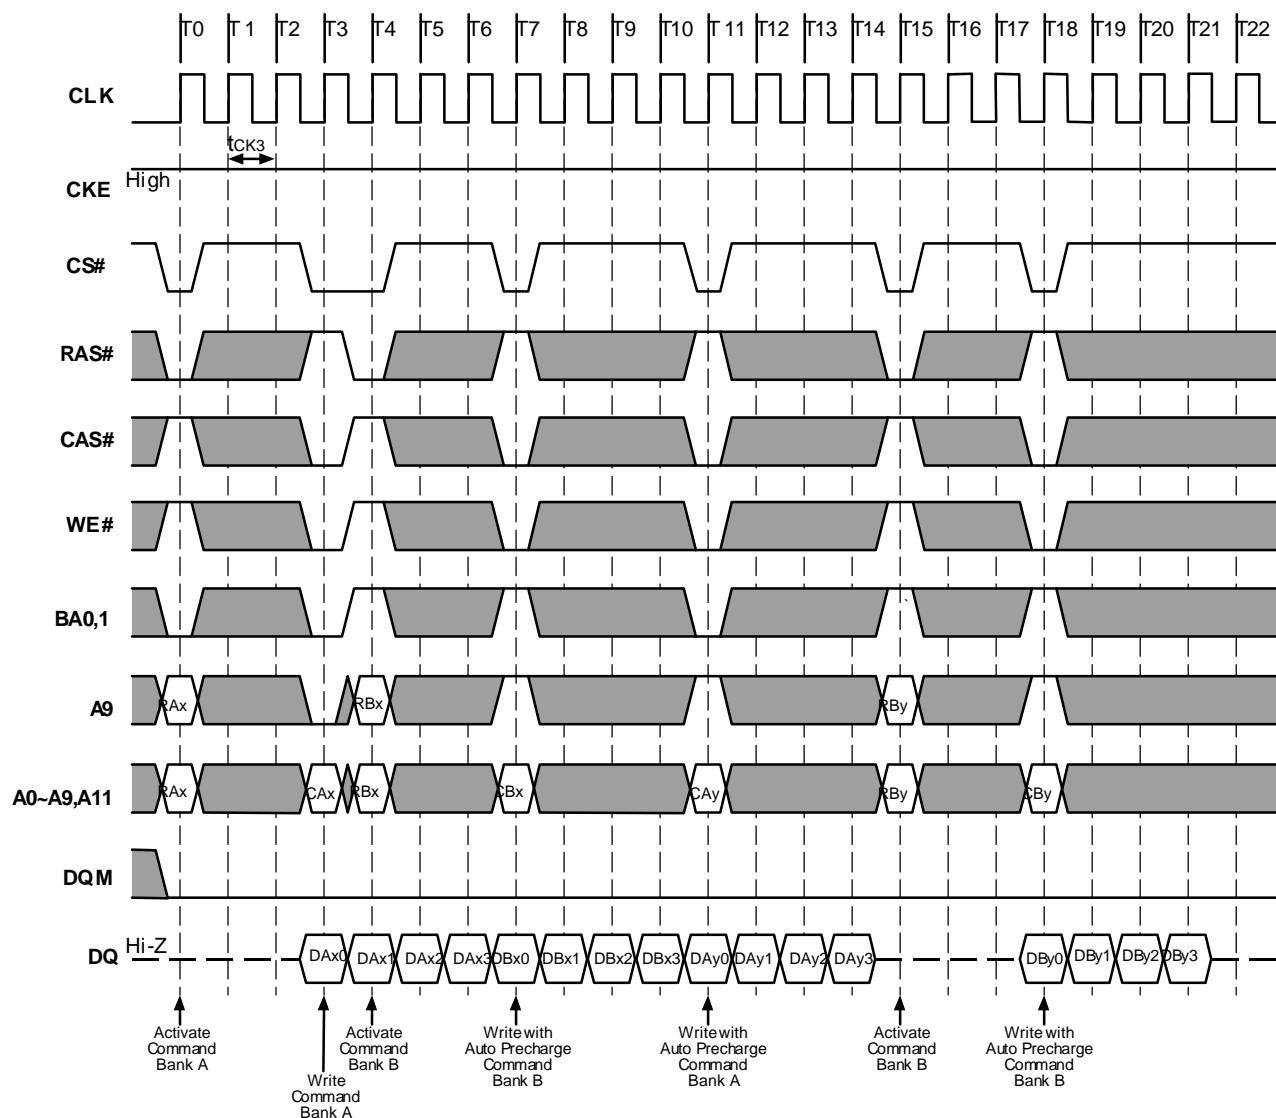 T0 T 1 T2 T3 T4 T5 T6 T7 T8 T9 T10 T 11 T12 T13 T14 T15 T16 T17 T18 T19 T20 T21 T22
CLK
tCK3
High
CKE
CS#
RAS#
CAS#
WE#
BA0,1
A9 RAx RBx RBy
A0~A9,A11 RAx CAx RBx CBx CAy RBy CBy
DQM
Hi-Z
DQ DAx0 DAx1 DAx2 DAx3 DBx0 DBx1 DBx2 DBx3 DAy0 DAy1 DAy2 DAy3 DBy0 DBy1 DBy2 DBy3
Activate
Command
Bank A
Write
Command
Bank A
Activate
Command
Bank B
Write with
Auto Precharge
Command
Bank B
Write with
Auto Precharge
Command
Bank A
Activate
Command
Bank B
Write with
Auto Precharge
Command
Bank B